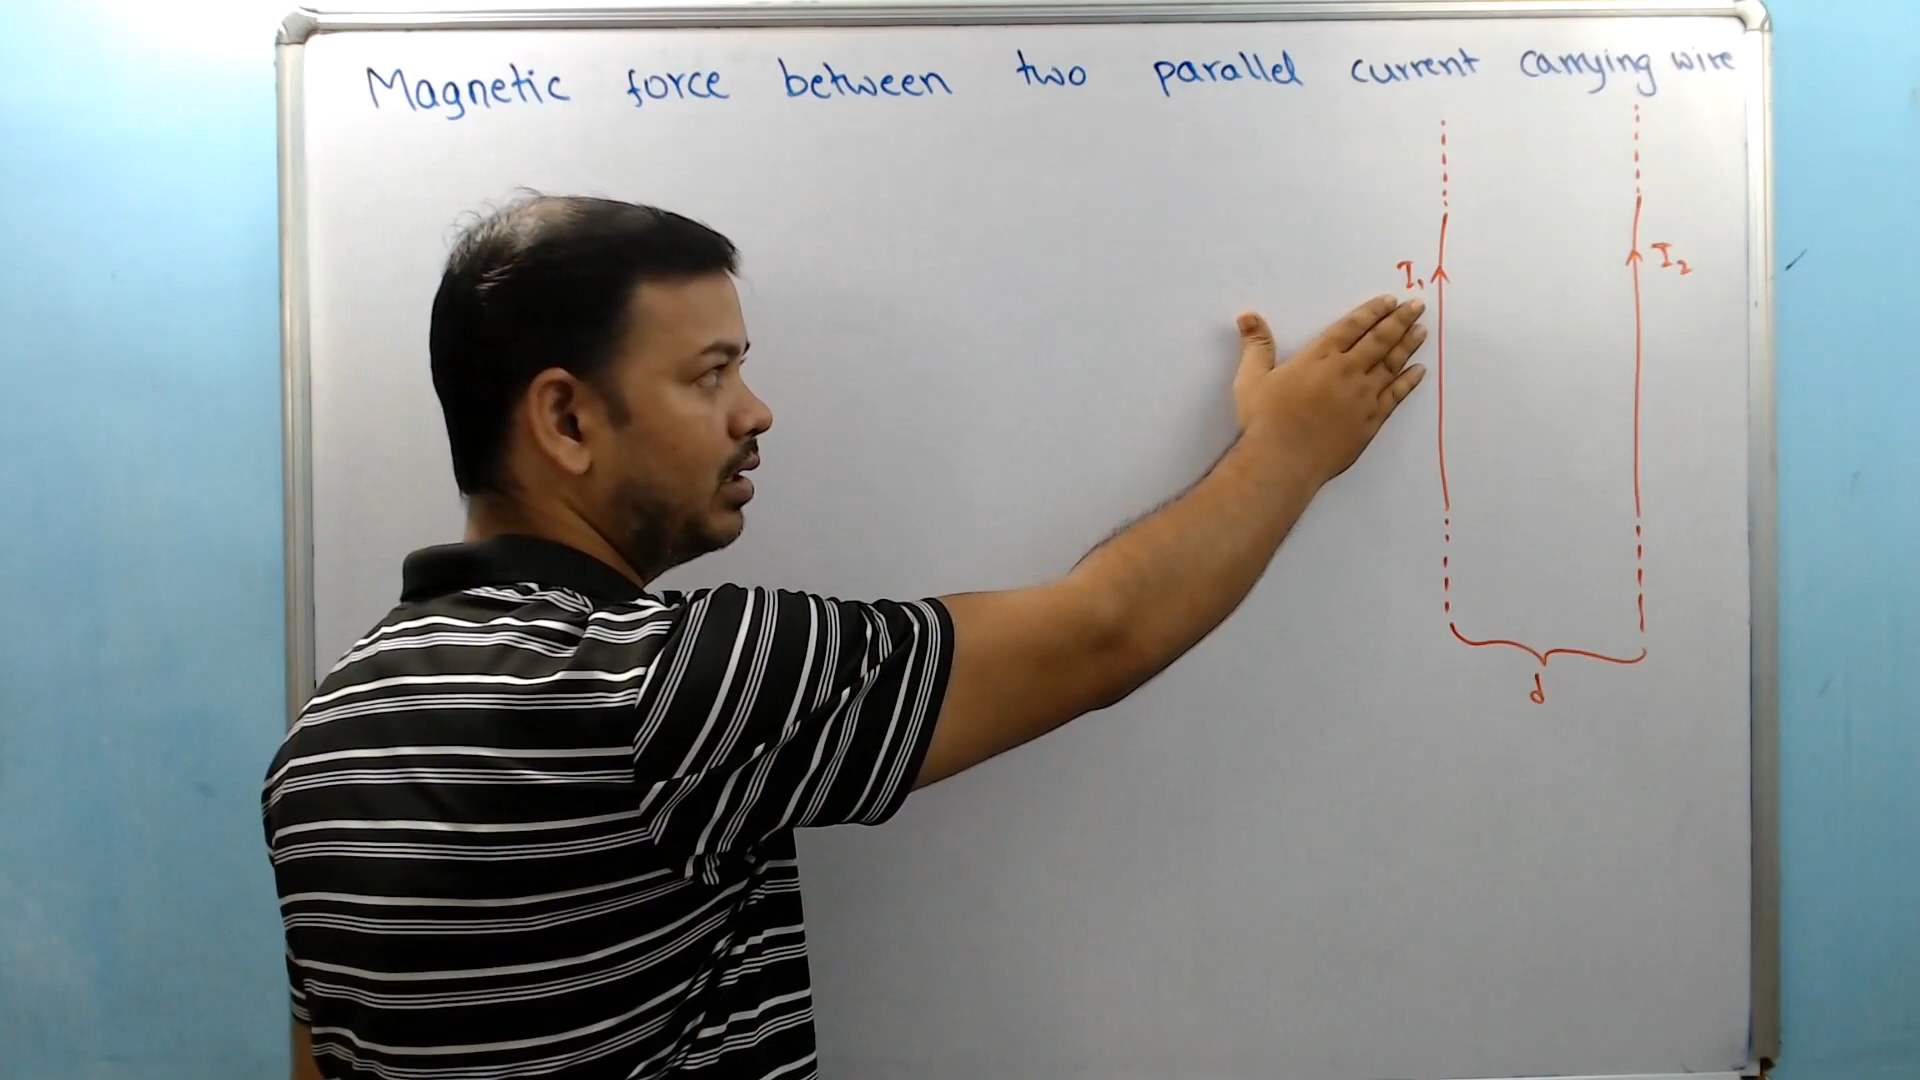 Magnetic force between two parallel current carrying wire
I₁
I₂
d